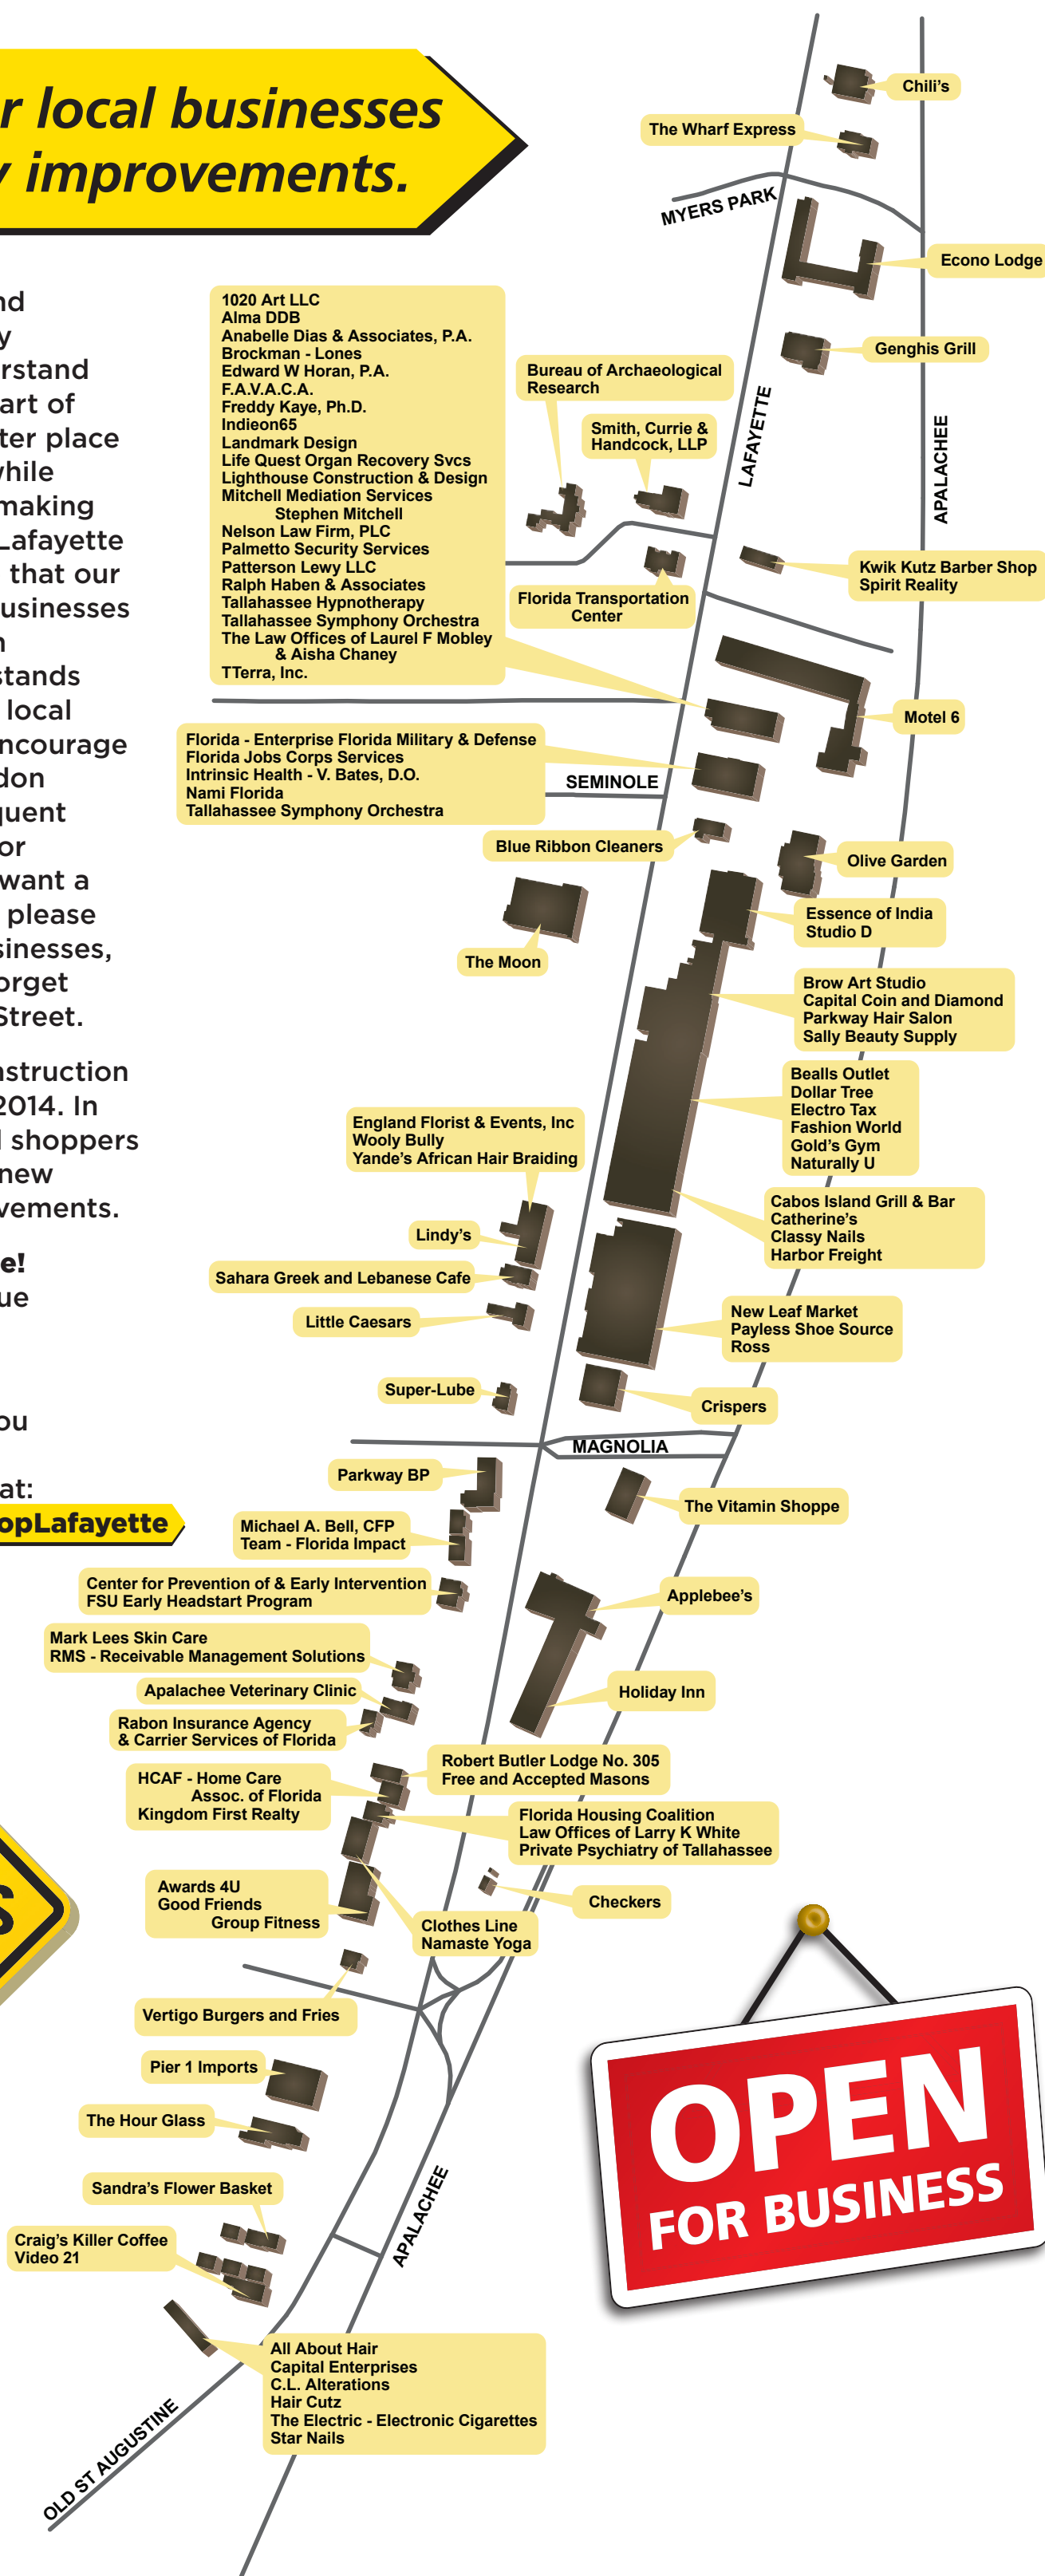 r local businesses
y improvements.
nd
y
rstand
art of
ter place
while
making
Lafayette
that our
businesses
n
stands
local
encourage
don
quent
or
want a
please
sinesses,
orget
Street.
nstruction
2014. In
l shoppers
new
vements.
e!
ue
ou
at:
opLafayette
S
Chili's
The Wharf Express
MYERS PARK
Econo Lodge
Genghis Grill
LAFAYETTE
APALACHEE
1020 Art LLC
Alma DDB
Anabelle Dias & Associates, P.A.
Brockman - Lones
Edward W Horan, P.A.
F.A.V.A.C.A.
Freddy Kaye, Ph.D.
Indieon65
Landmark Design
Life Quest Organ Recovery Svcs
Lighthouse Construction & Design
Mitchell Mediation Services
Stephen Mitchell
Nelson Law Firm, PLC
Palmetto Security Services
Patterson Lewy LLC
Ralph Haben & Associates
Tallahassee Hypnotherapy
Tallahassee Symphony Orchestra
The Law Offices of Laurel F Mobley
& Aisha Chaney
TTerra, Inc.
Bureau of Archaeological
Research
Smith, Currie &
Handcock, LLP
Kwik Kutz Barber Shop
Spirit Reality
Florida Transportation
Center
Motel 6
Florida - Enterprise Florida Military & Defense
Florida Jobs Corps Services
Intrinsic Health - V. Bates, D.O.
Nami Florida
Tallahassee Symphony Orchestra
SEMINOLE
Blue Ribbon Cleaners
Olive Garden
Essence of India
Studio D
The Moon
Brow Art Studio
Capital Coin and Diamond
Parkway Hair Salon
Sally Beauty Supply
Bealls Outlet
Dollar Tree
Electro Tax
Fashion World
Gold's Gym
Naturally U
England Florist & Events, Inc
Wooly Bully
Yande's African Hair Braiding
Cabos Island Grill & Bar
Catherine's
Classy Nails
Harbor Freight
Lindy's
Sahara Greek and Lebanese Cafe
Little Caesars
New Leaf Market
Payless Shoe Source
Ross
Super-Lube
Crispers
MAGNOLIA
Parkway BP
The Vitamin Shoppe
Michael A. Bell, CFP
Team - Florida Impact
Center for Prevention of & Early Intervention
FSU Early Headstart Program
Applebee's
Mark Lees Skin Care
RMS - Receivable Management Solutions
Apalachee Veterinary Clinic
Holiday Inn
Rabon Insurance Agency
& Carrier Services of Florida
Robert Butler Lodge No. 305
Free and Accepted Masons
HCAF - Home Care
Assoc. of Florida
Kingdom First Realty
Florida Housing Coalition
Law Offices of Larry K White
Private Psychiatry of Tallahassee
Awards 4U
Good Friends
Group Fitness
Checkers
Clothes Line
Namaste Yoga
Vertigo Burgers and Fries
Pier 1 Imports
The Hour Glass
Sandra's Flower Basket
APALACHEE
Craig's Killer Coffee
Video 21
All About Hair
Capital Enterprises
C.L. Alterations
Hair Cutz
The Electric - Electronic Cigarettes
Star Nails
OLD ST AUGUSTINE
OPEN
FOR BUSINESS